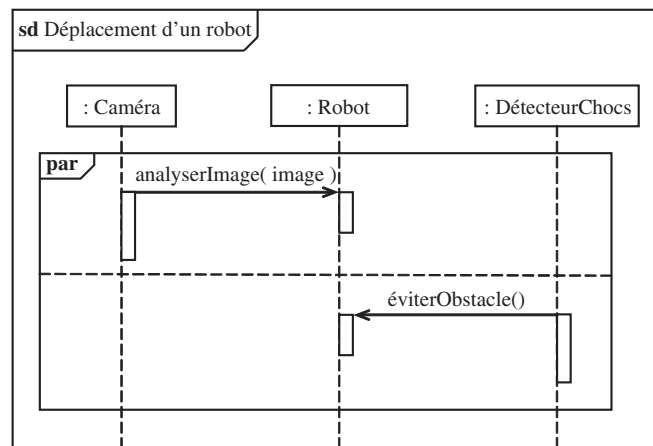 sd Déplacement d'un robot
: Caméra
: Robot
: DétecteurChocs
par
analyserImage( image )
éviterObstacle()